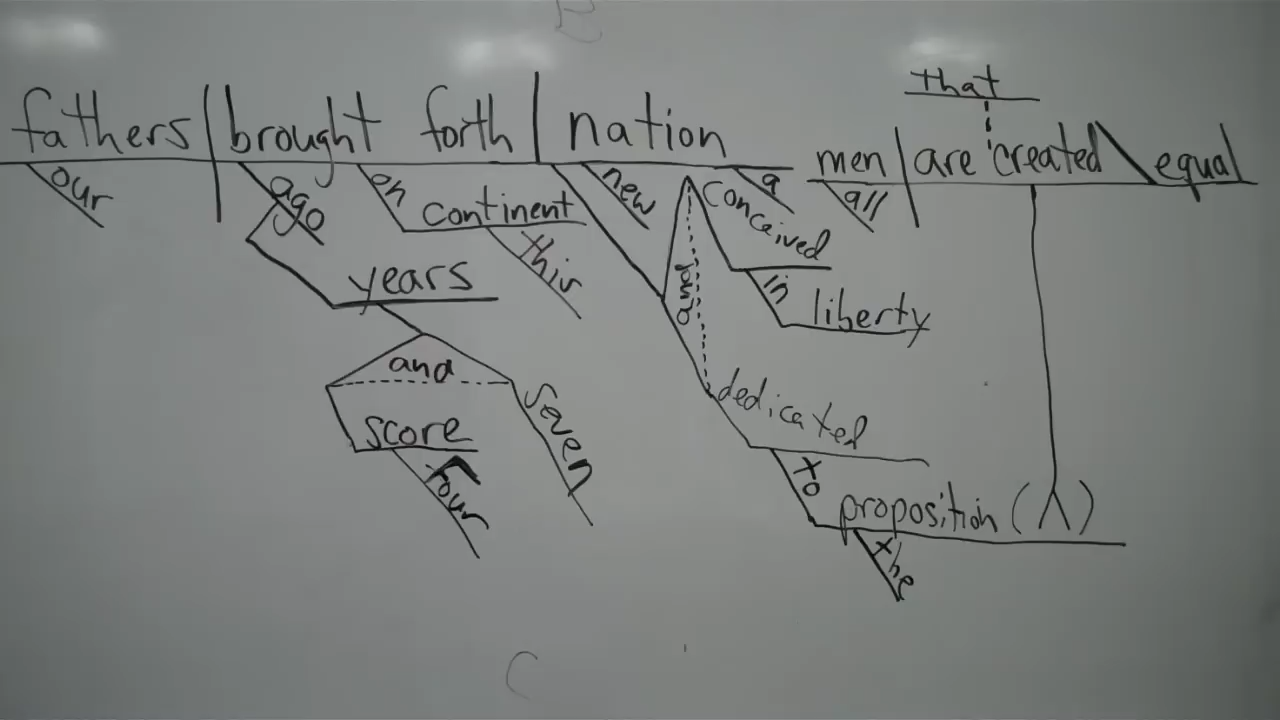 that
fathers brought forth nation men are created equal
our ago on continent this new a all
conceived
years and in liberty
and
score seven dedicated
four to proposition ( )
the